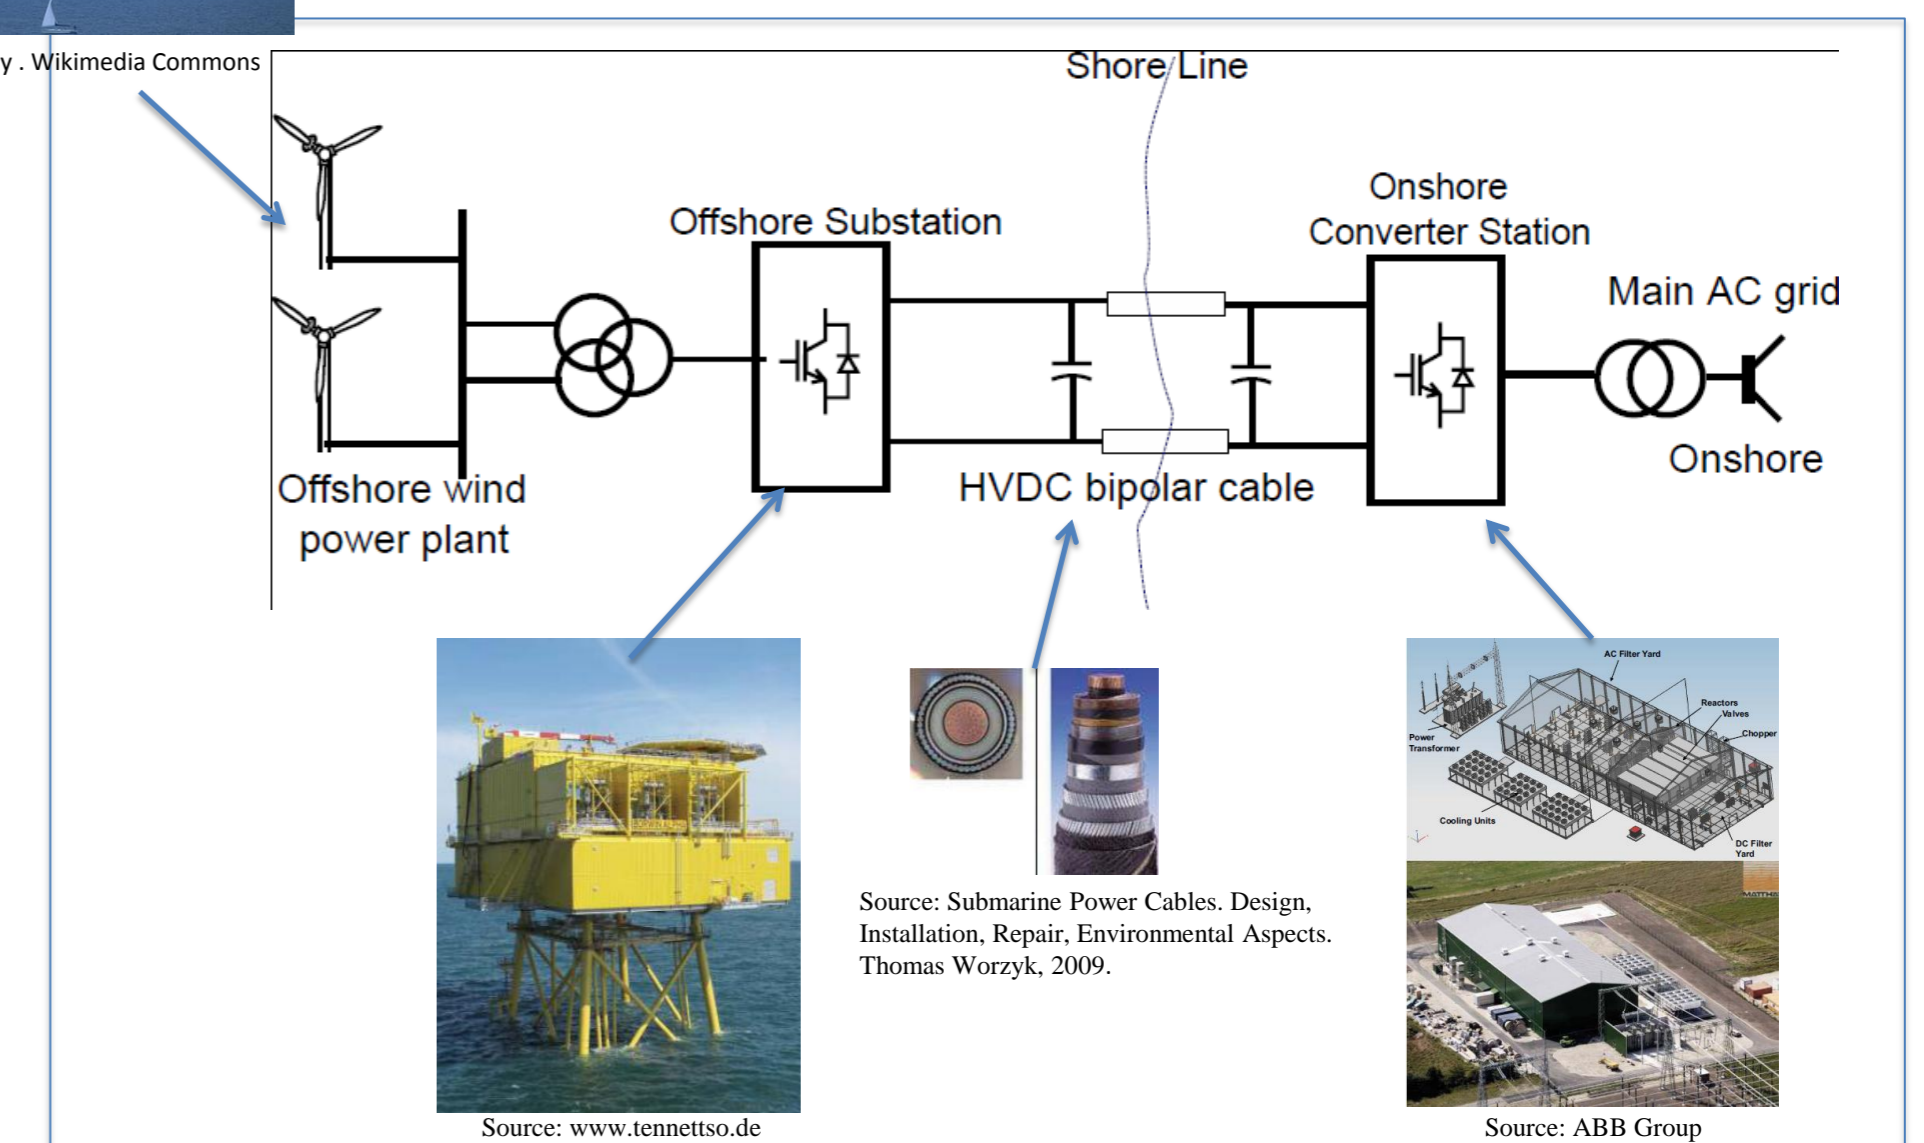 y . Wikimedia Commons
Shore Line
Onshore
Converter Station
Offshore Substation
Main AC grid
Onshore
Offshore wind
power plant
HVDC bipolar cable
AC Filter Yard
Reactors
Valves
Chopper
Power
Transformer
Cooling Units
DC Filter
Yard
Source: Submarine Power Cables. Design,
Installation, Repair, Environmental Aspects.
Thomas Worzyk, 2009.
Source: www.tennettso.de
Source: ABB Group